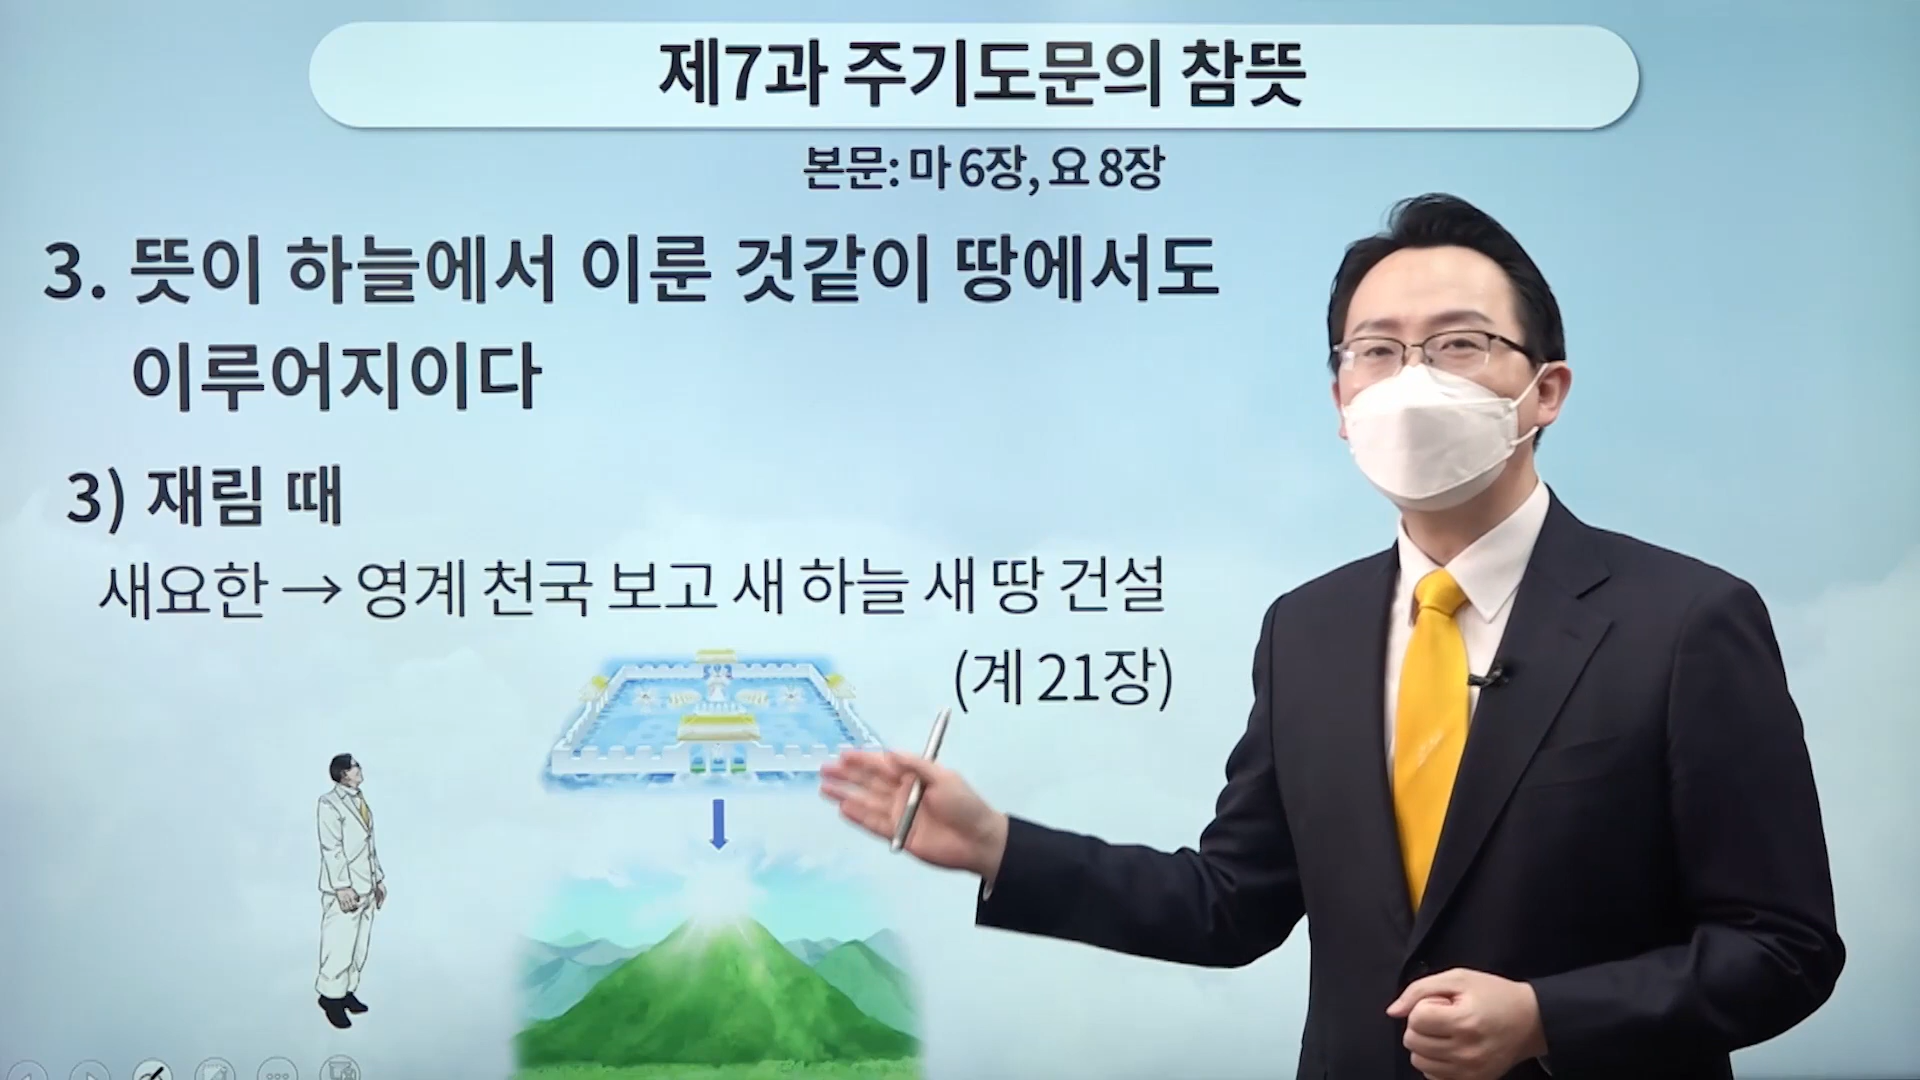 제7과 주기도문의 참뜻
본문: 마 6장, 요 8장
3. 뜻이 하늘에서 이룬 것같이 땅에서도
이루어지이다
3) 재림 때
새요한 → 영계 천국 보고 새 하늘 새 땅 건설
(계 21장)